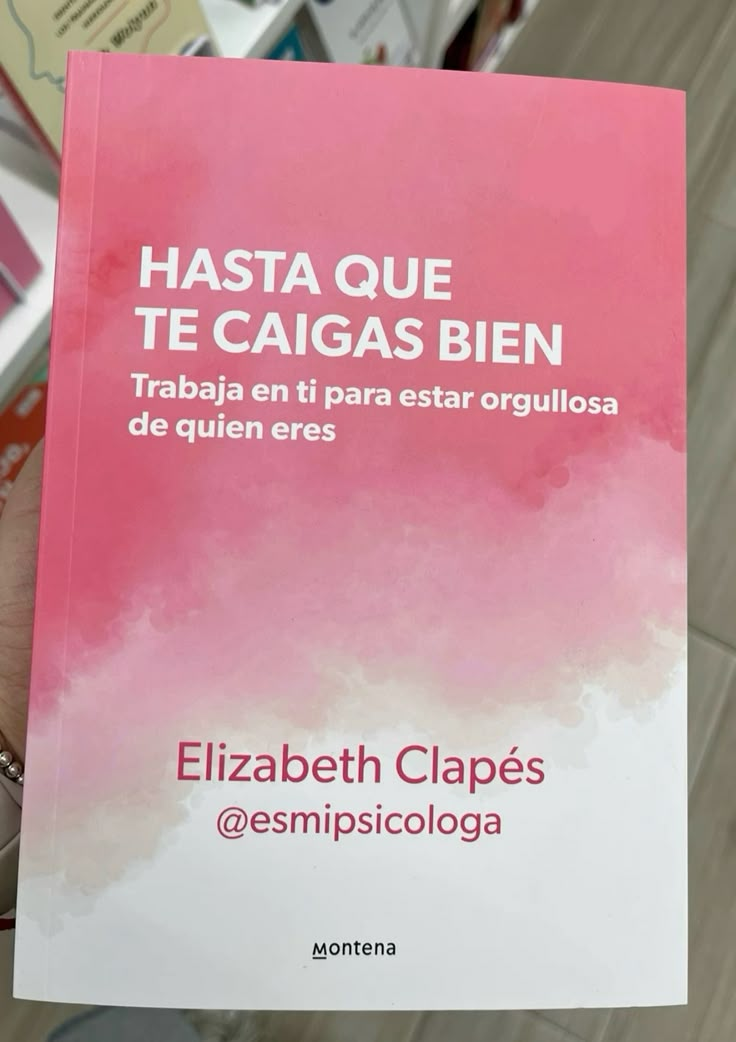 HASTA QUE
TE CAIGAS BIEN
Trabaja en ti para estar orgullosa
de quien eres
Elizabeth Clapés
@esmipsicologa
Montena